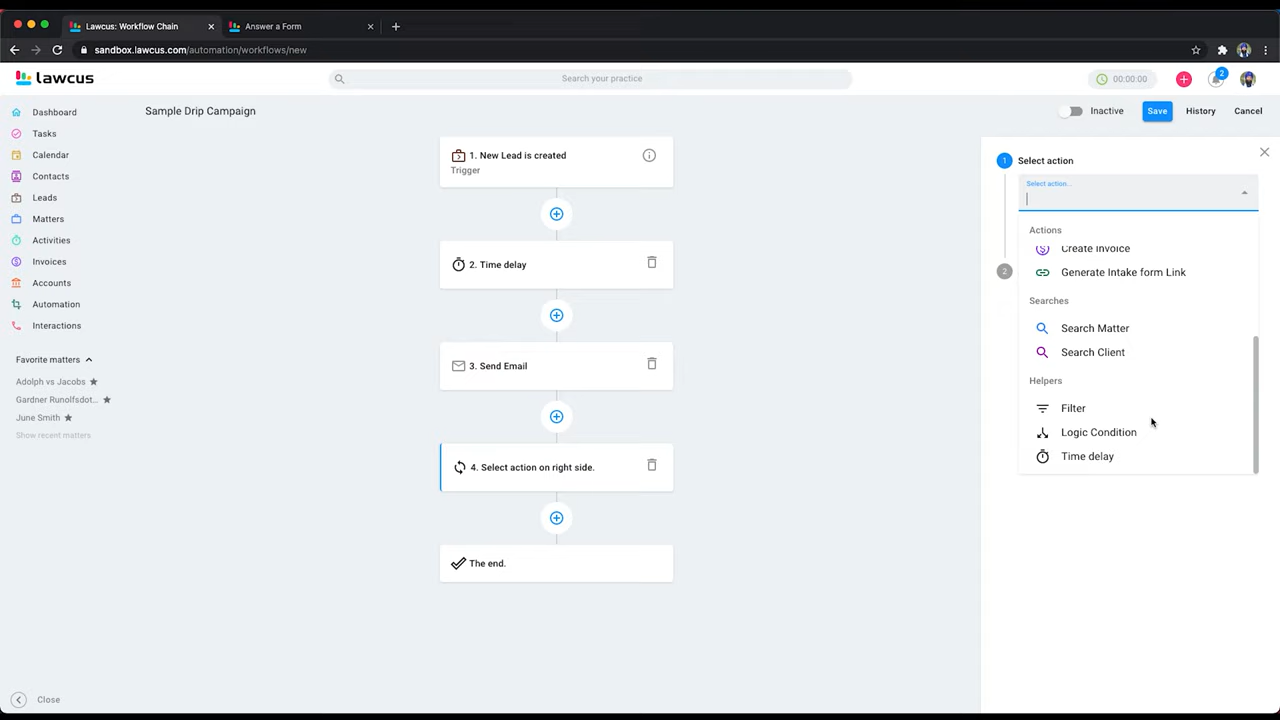 Lawcus: Workflow Chain
Answer a Form
sandbox.lawcus.com/automation/workflows/new
lawcus
Search your practice
00:00:00
2
Dashboard
Tasks
Calendar
Contacts
Leads
Matters
Activities
Invoices
Accounts
Automation
Interactions
Favorite matters
Adolph vs Jacobs
Gardner Runolfsdot...
June Smith
Show recent matters
Close
Sample Drip Campaign
Inactive
Save
History
Cancel
1. New Lead is created
Trigger
2. Time delay
3. Send Email
4. Select action on right side.
The end.
1
Select action
Select action...
2
Actions
Create Invoice
Generate Intake form Link
Searches
Search Matter
Search Client
Helpers
Filter
Logic Condition
Time delay